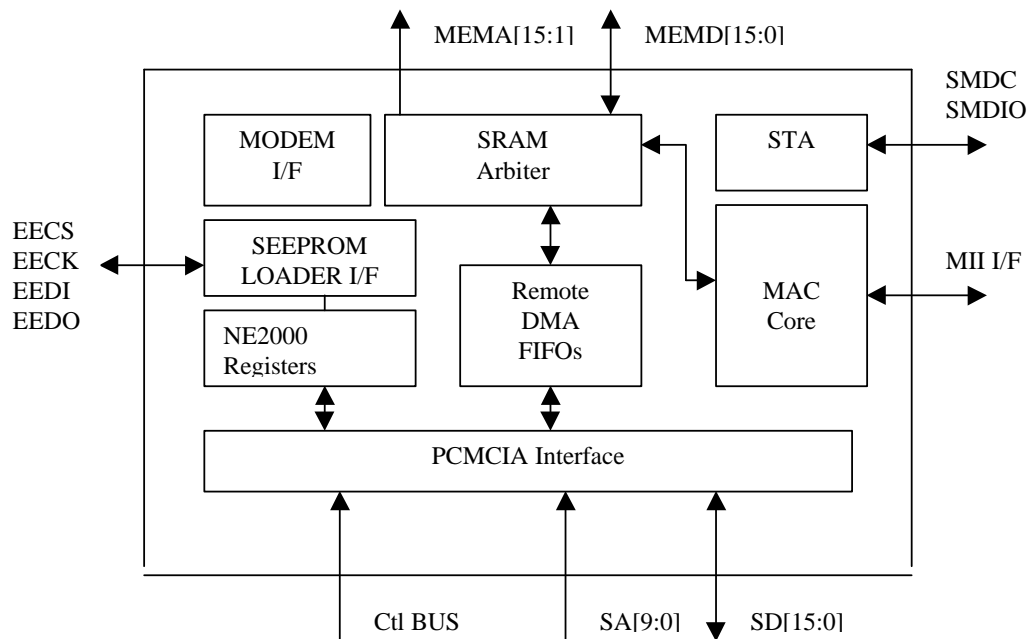 MEMA[15:1]
MEMD[15:0]
SMDC
SMDIO
MODEM
I/F
SRAM
Arbiter
STA
EECS
EECK
EEDI
EEDO
SEEPROM
LOADER I/F
NE2000
Registers
Remote
DMA
FIFOs
MAC
Core
MII I/F
PCMCIA Interface
Ctl BUS
SA[9:0]
SD[15:0]